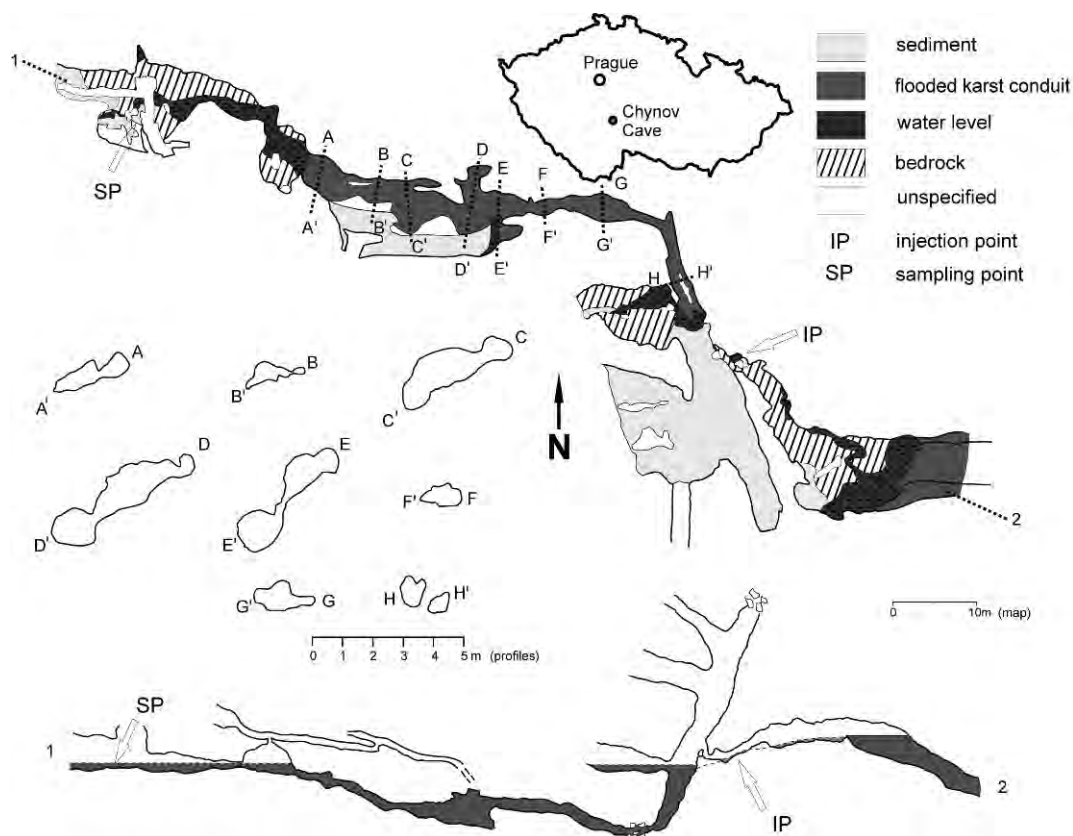 1
SP
A
B
C
D
E
F
G
A'
B'
C'
D'
E'
F'
G'
H
H'
IP
2
Prague
Chynov
Cave
sediment
flooded karst conduit
water level
bedrock
unspecified
IP injection point
SP sampling point
A
A'
B
B'
C
C'
D
D'
E
E'
F' F
G' G
H H'
N
0 1 2 3 4 5 m (profiles)
0 10m (map)
1
SP
IP
2